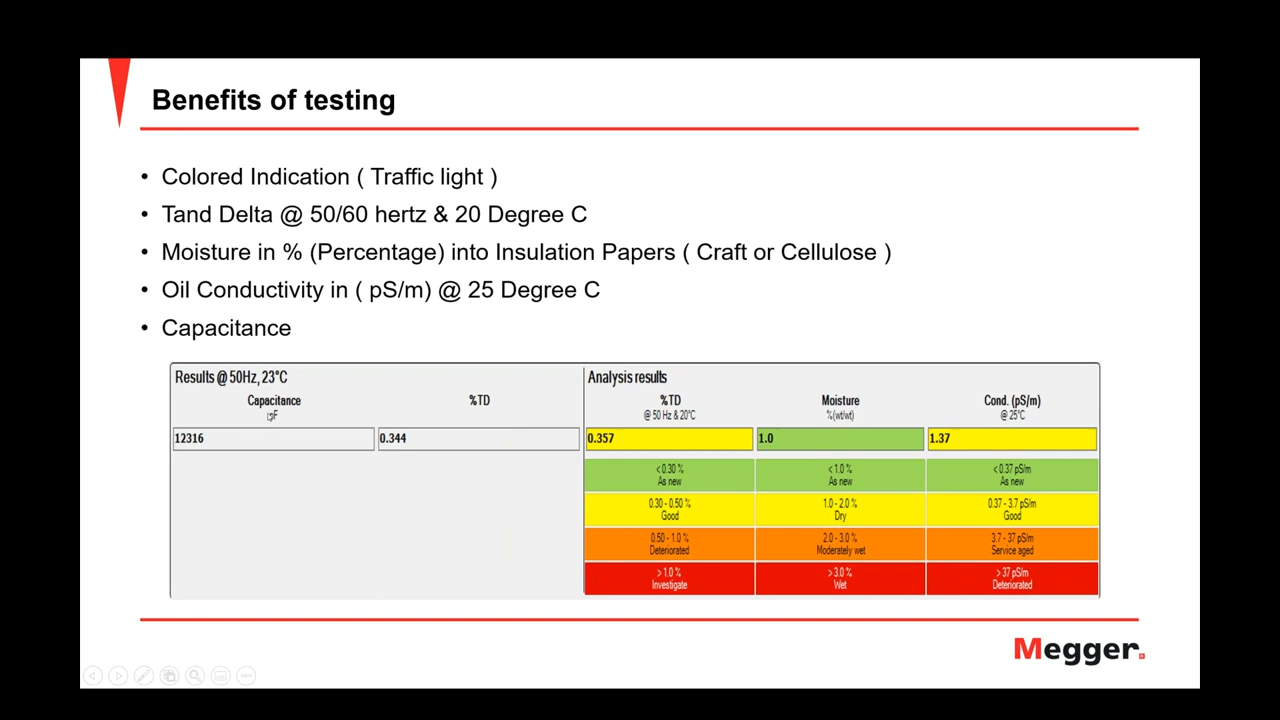 Benefits of testing
• Colored Indication ( Traffic light )
• Tand Delta @ 50/60 hertz & 20 Degree C
• Moisture in % (Percentage) into Insulation Papers ( Craft or Cellulose )
• Oil Conductivity in ( pS/m) @ 25 Degree C
• Capacitance
Results @ 50Hz, 23°C
Capacitance
pF
%TD
12316
0.344
Analysis results
%TD
@ 50 Hz & 20°C
Moisture
%(wt/wt)
Cond. (pS/m)
@ 25°C
0.357
1.0
1.37
< 0.30 %
As new
< 1.0 %
As new
< 0.37 pS/m
As new
0.30 - 0.50 %
Good
1.0 - 2.0 %
Dry
0.37 - 3.7 pS/m
Good
0.50 - 1.0 %
Deteriorated
2.0 - 3.0 %
Moderately wet
3.7 - 37 pS/m
Service aged
> 1.0 %
Investigate
> 3.0 %
Wet
> 37 pS/m
Deteriorated
Megger.